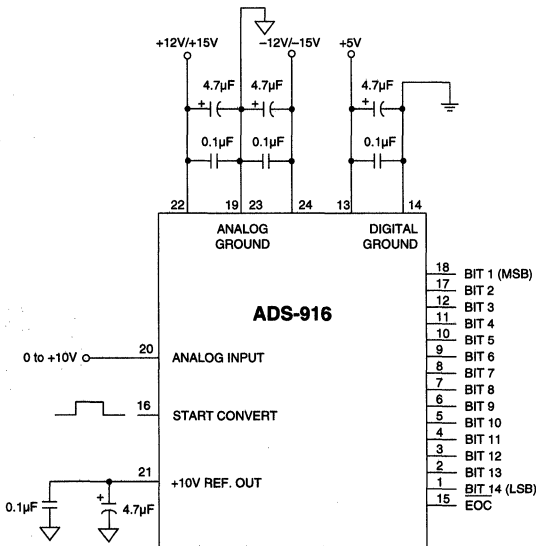 +12V/+15V
–12V/–15V
+5V
4.7µF
4.7µF
4.7µF
+
+
+
0.1µF
0.1µF
0.1µF
22
19
23
24
13
14
ANALOG
GROUND
DIGITAL
GROUND
ADS-916
18 BIT 1 (MSB)
17 BIT 2
12 BIT 3
11 BIT 4
10 BIT 5
9 BIT 6
8 BIT 7
7 BIT 8
6 BIT 9
5 BIT 10
4 BIT 11
3 BIT 12
2 BIT 13
1 BIT 14 (LSB)
15 EOC
0 to +10V
20
ANALOG INPUT
16
START CONVERT
21
+10V REF. OUT
0.1µF
+
4.7µF